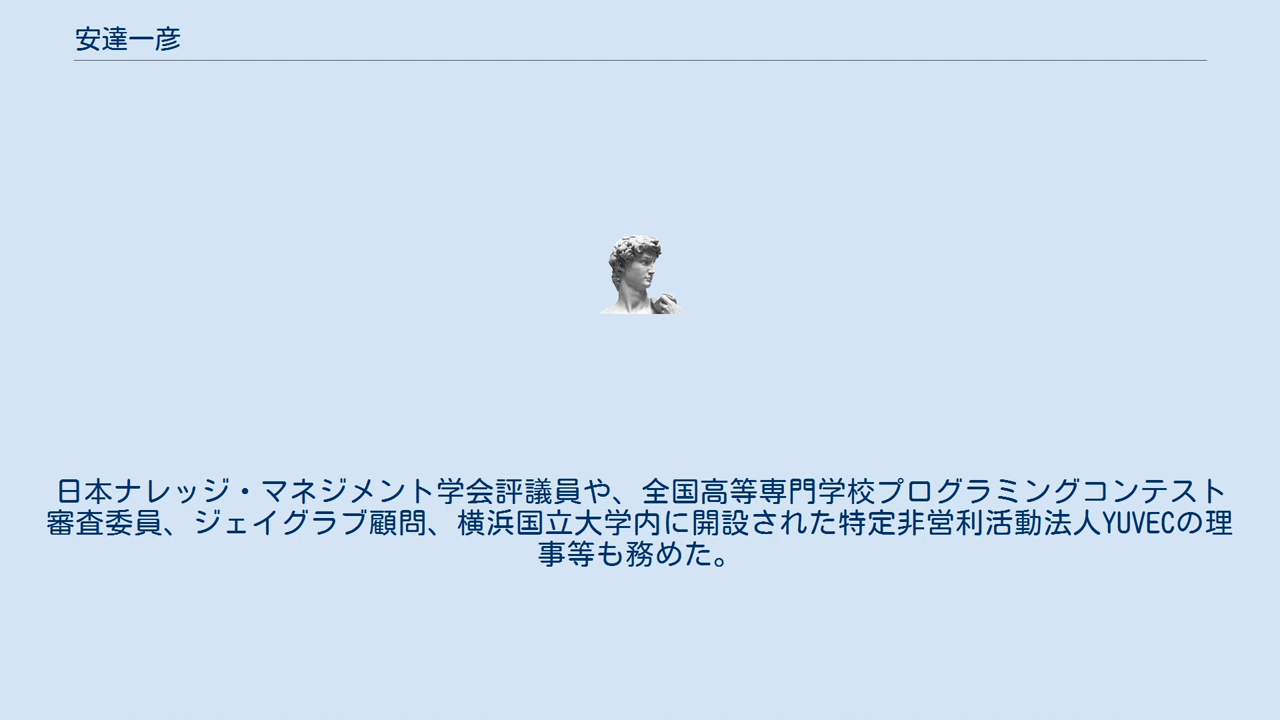 安達一彦
日本ナレッジ・マネジメント学会評議員や、全国高等専門学校プログラミングコンテスト
審査委員、ジェイグラブ顧問、横浜国立大学内に開設された特定非営利活動法人YUVECの理
事等も務めた。